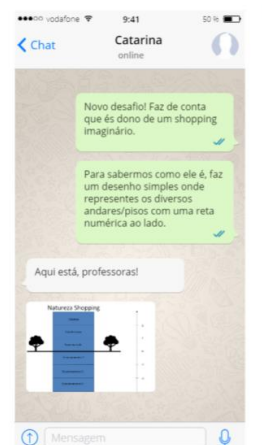 vodafone 9:41 50 %
Chat
Catarina
online
Novo desafio! Faz de conta
que és dono de um shopping
imaginário.
Para sabermos como ele é, faz
um desenho simples onde
representes os diversos
andares/pisos com uma reta
numérica ao lado.
Aqui está, professoras!
Naturezo Shopping
Mensagem